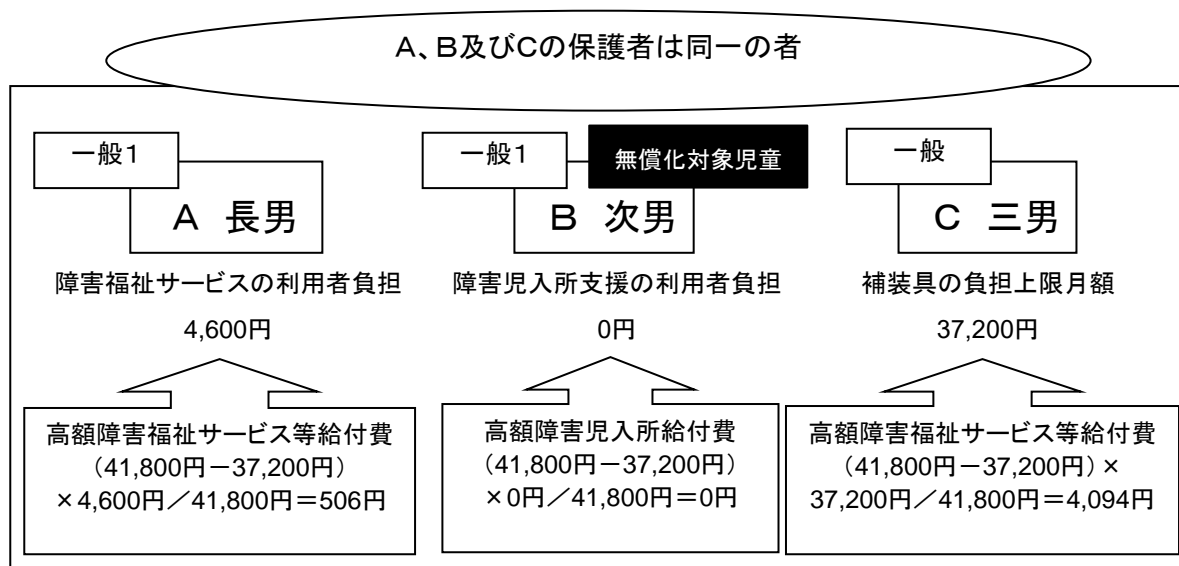 A、B及びCの保護者は同一の者
一般1
A 長男
障害福祉サービスの利用者負担
4,600円
高額障害福祉サービス等給付費
(41,800円-37,200円)
×4,600円/41,800円=506円
一般1
無償化対象児童
B 次男
障害児入所支援の利用者負担
0円
高額障害児入所給付費
(41,800円-37,200円)
×0円/41,800円=0円
一般
C 三男
補装具の負担上限月額
37,200円
高額障害福祉サービス等給付費
(41,800円-37,200円)×
37,200円/41,800円=4,094円